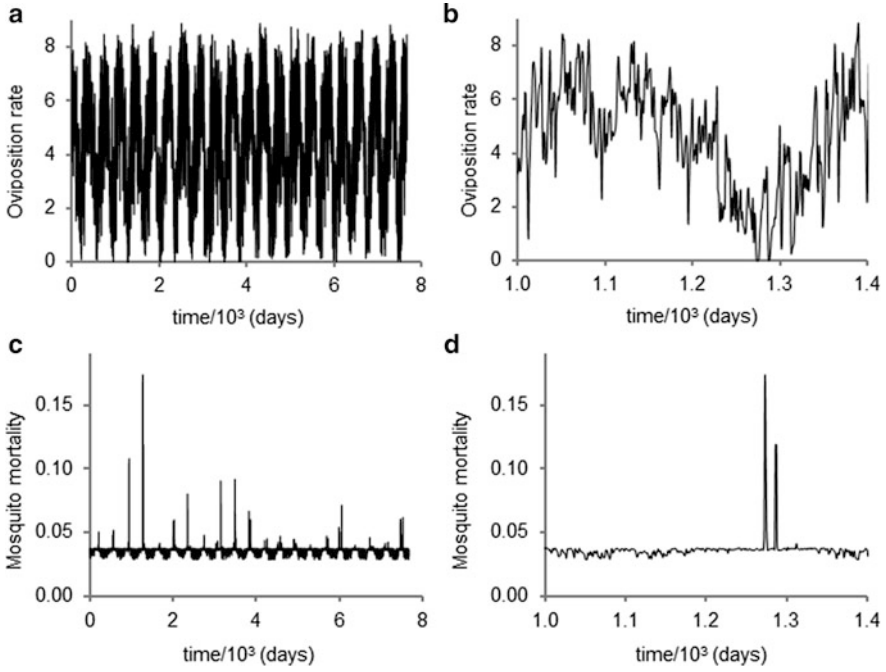 a
Oviposition rate
8
6
4
2
0
0 2 4 6 8
time/10³ (days)
b
Oviposition rate
8
6
4
2
0
1.0 1.1 1.2 1.3 1.4
time/10³ (days)
c
Mosquito mortality
0.15
0.10
0.05
0.00
0 2 4 6 8
time/10³ (days)
d
Mosquito mortality
0.15
0.10
0.05
0.00
1.0 1.1 1.2 1.3 1.4
time/10³ (days)